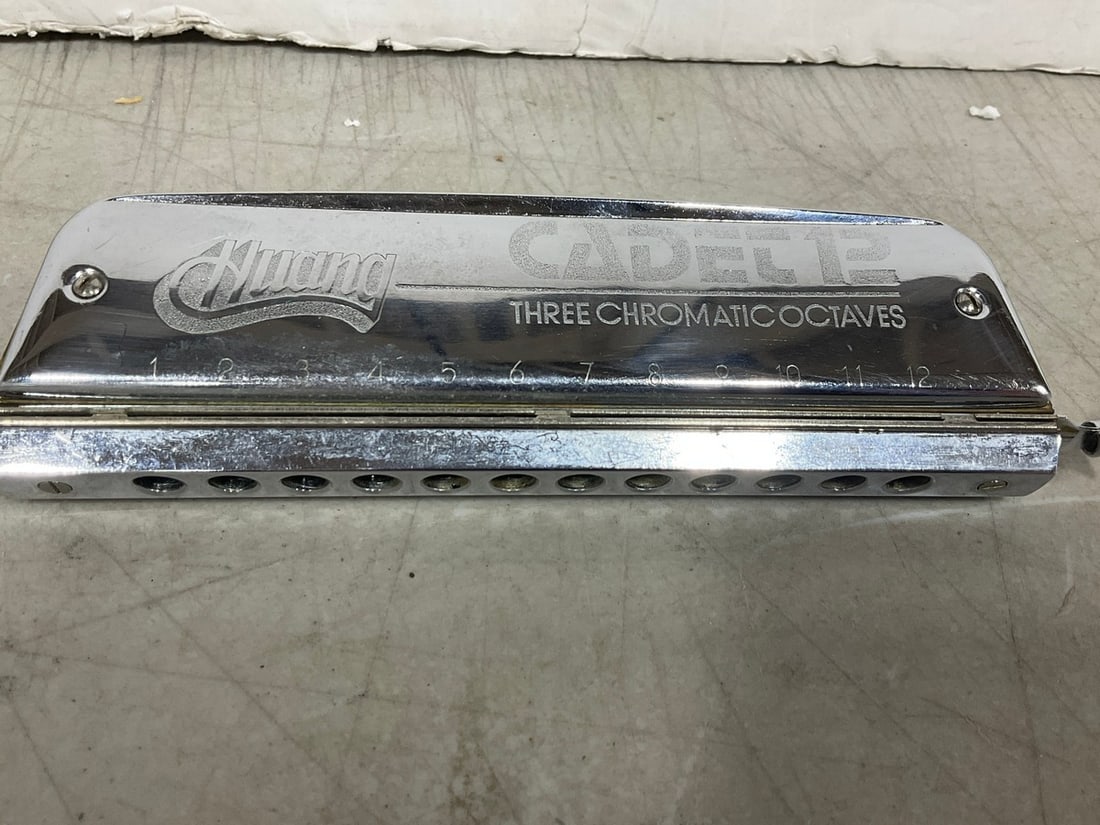 Huang
CADET 12
THREE CHROMATIC OCTAVES
1 2 3 4 5 6 7 8 9 10 11 12